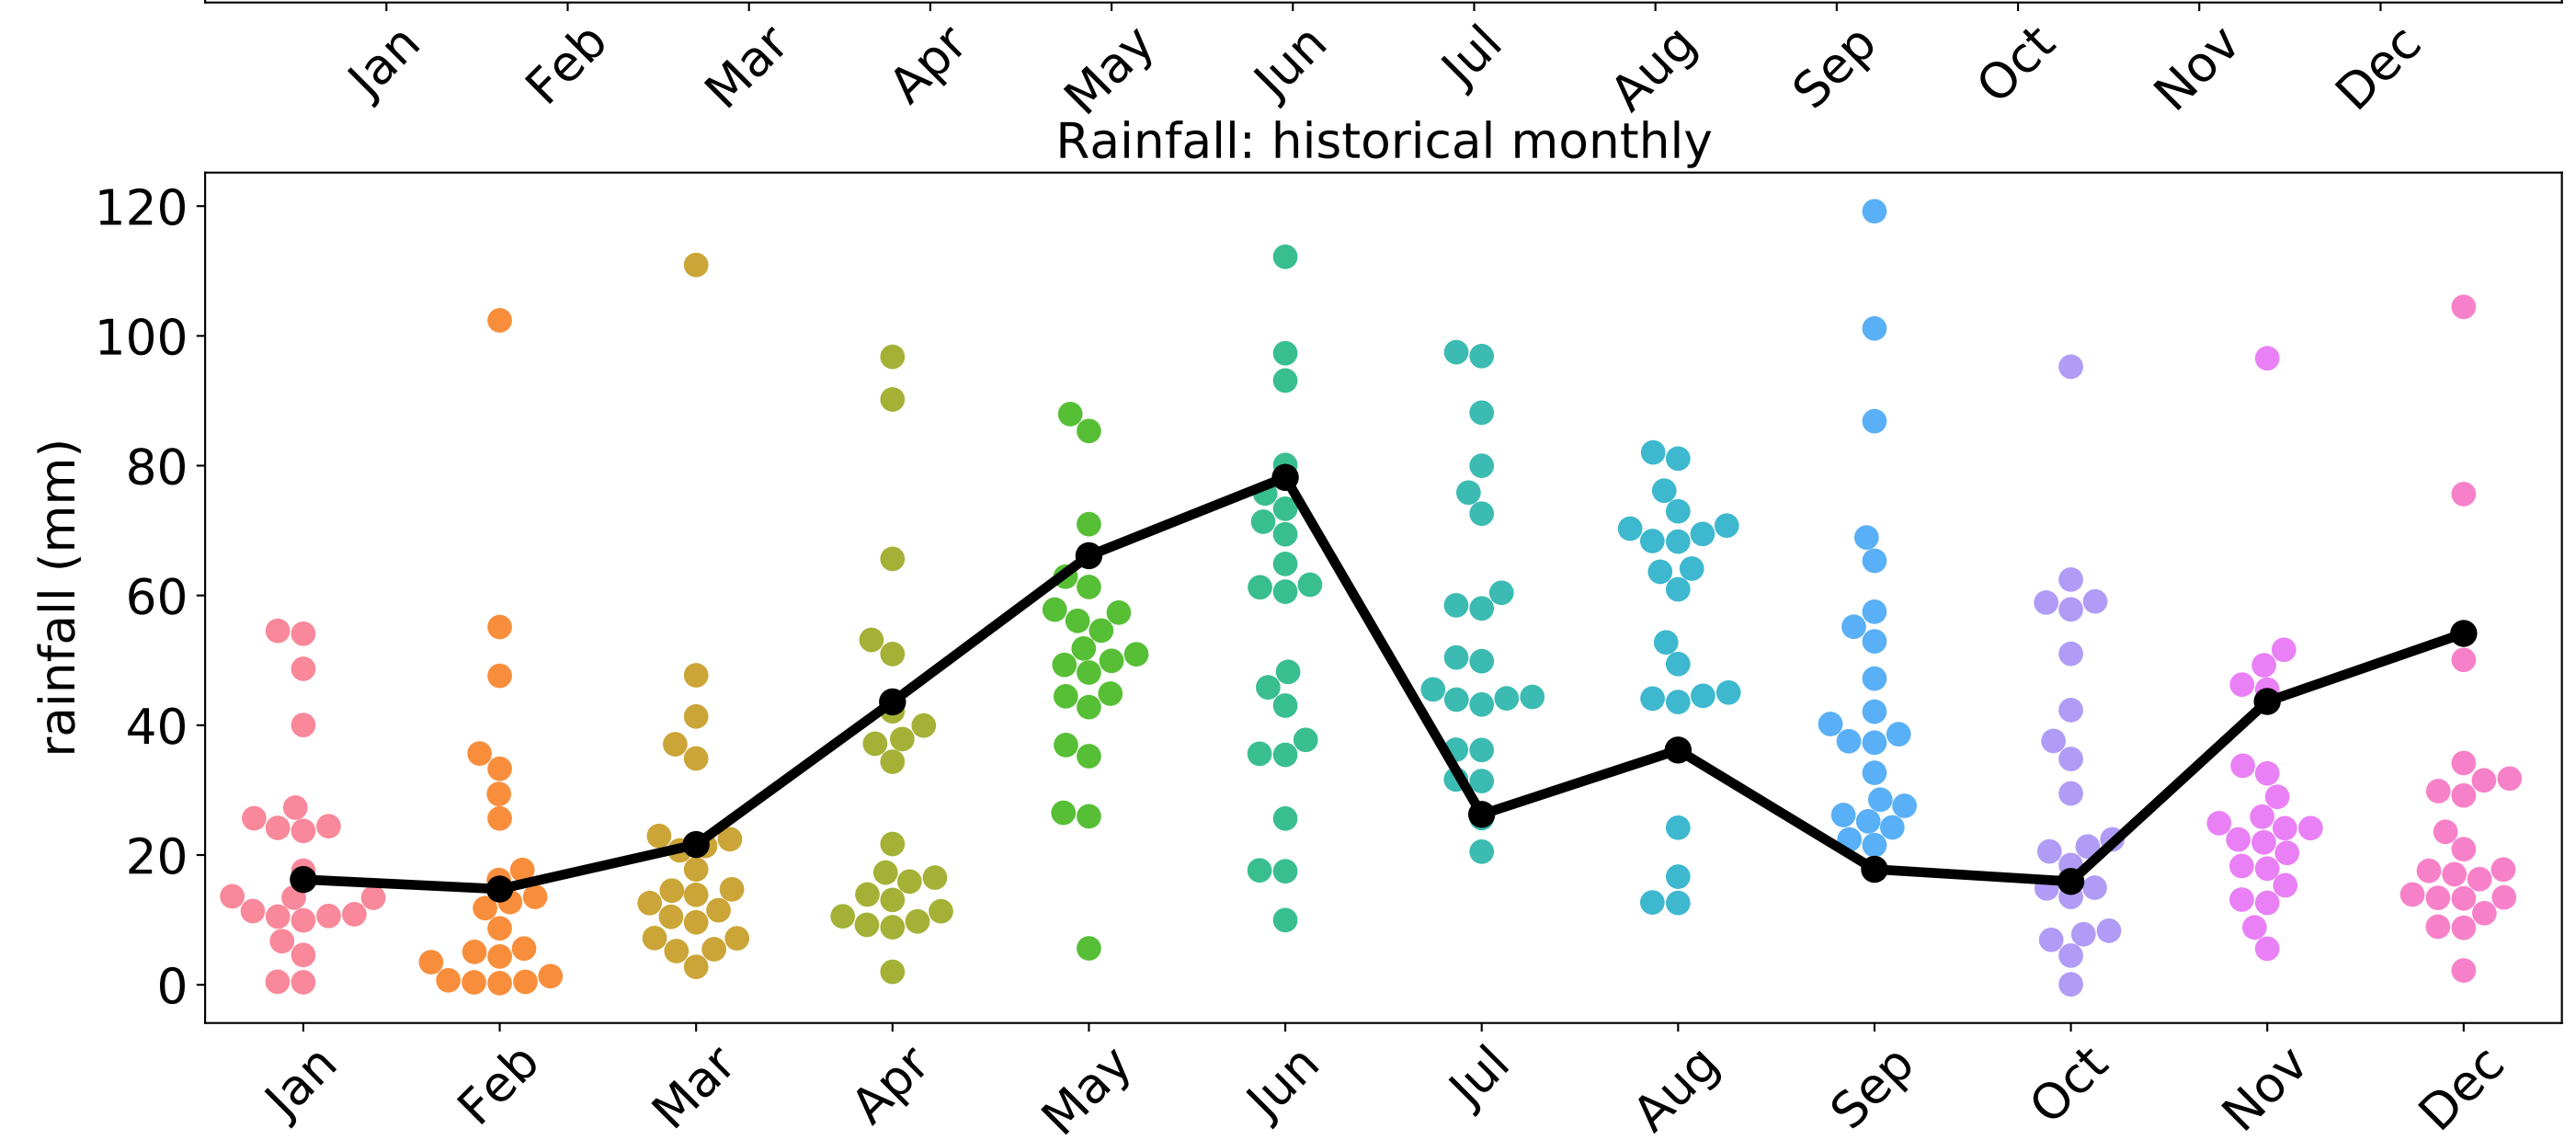 Jan Feb Mar Apr May Jun Jul Aug Sep Oct Nov Dec
Rainfall: historical monthly
120
100
80
60
40
20
0
rainfall (mm)
Jan Feb Mar Apr May Jun Jul Aug Sep Oct Nov Dec